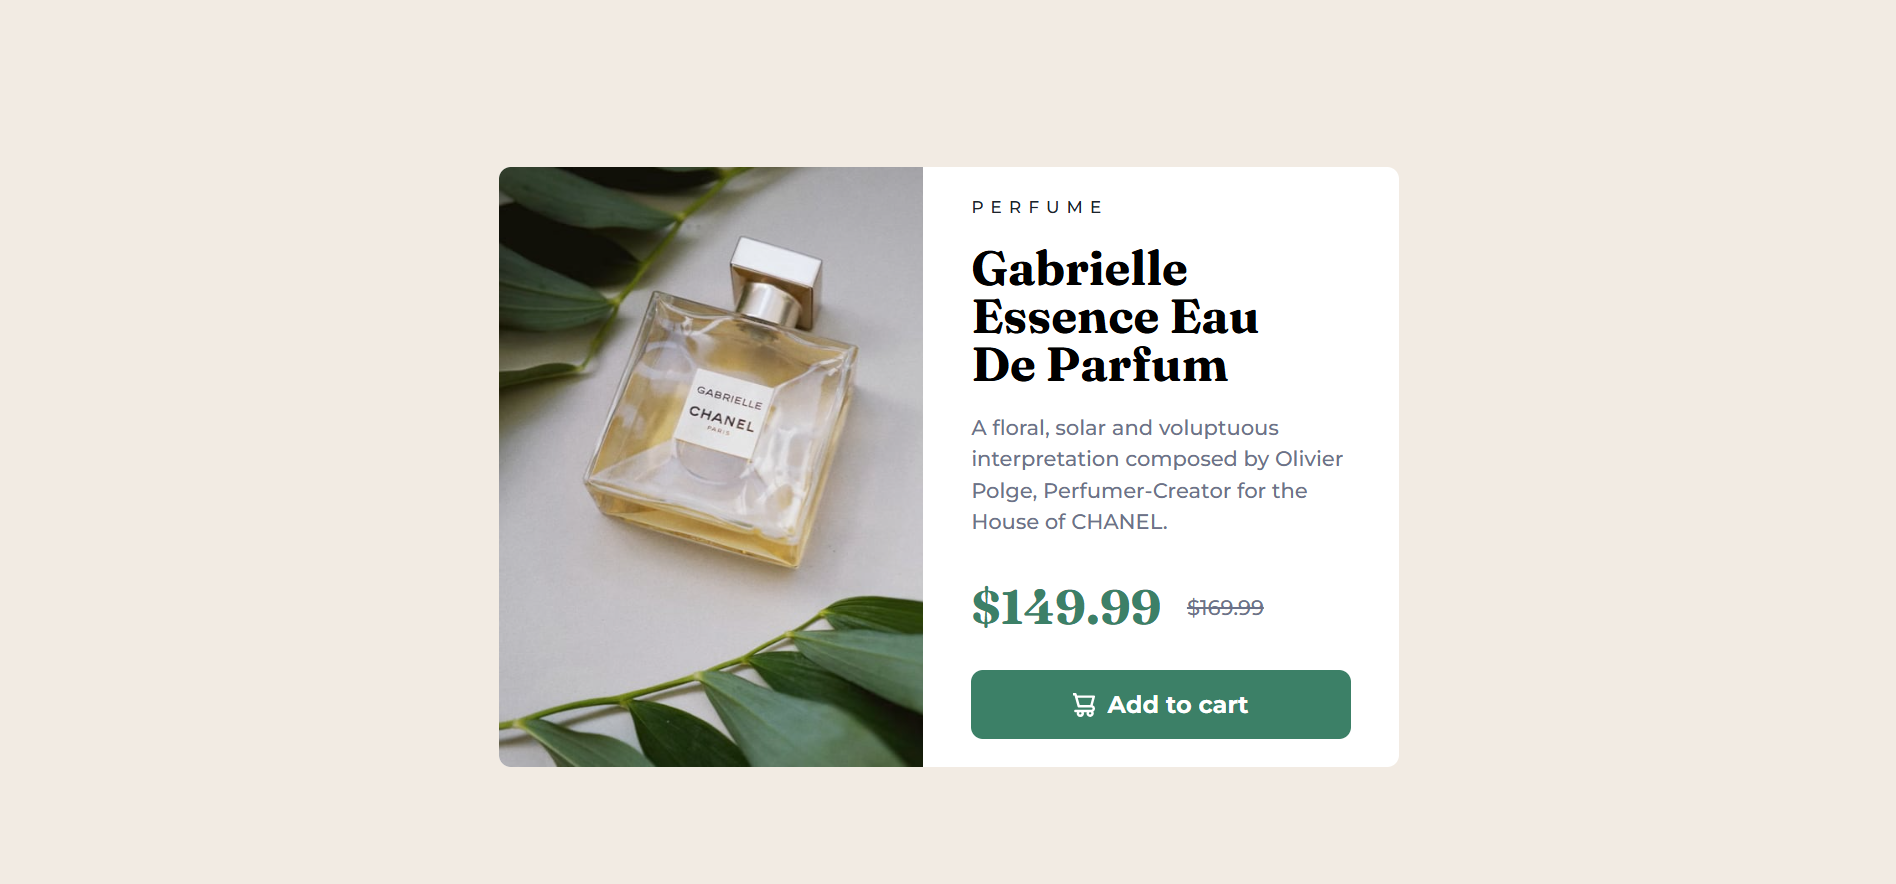 GABRIELLE
CHANEL
PARIS
PERFUME
Gabrielle
Essence Eau
De Parfum
A floral, solar and voluptuous
interpretation composed by Olivier
Polge, Perfumer-Creator for the
House of CHANEL.
$149.99 $169.99
Add to cart